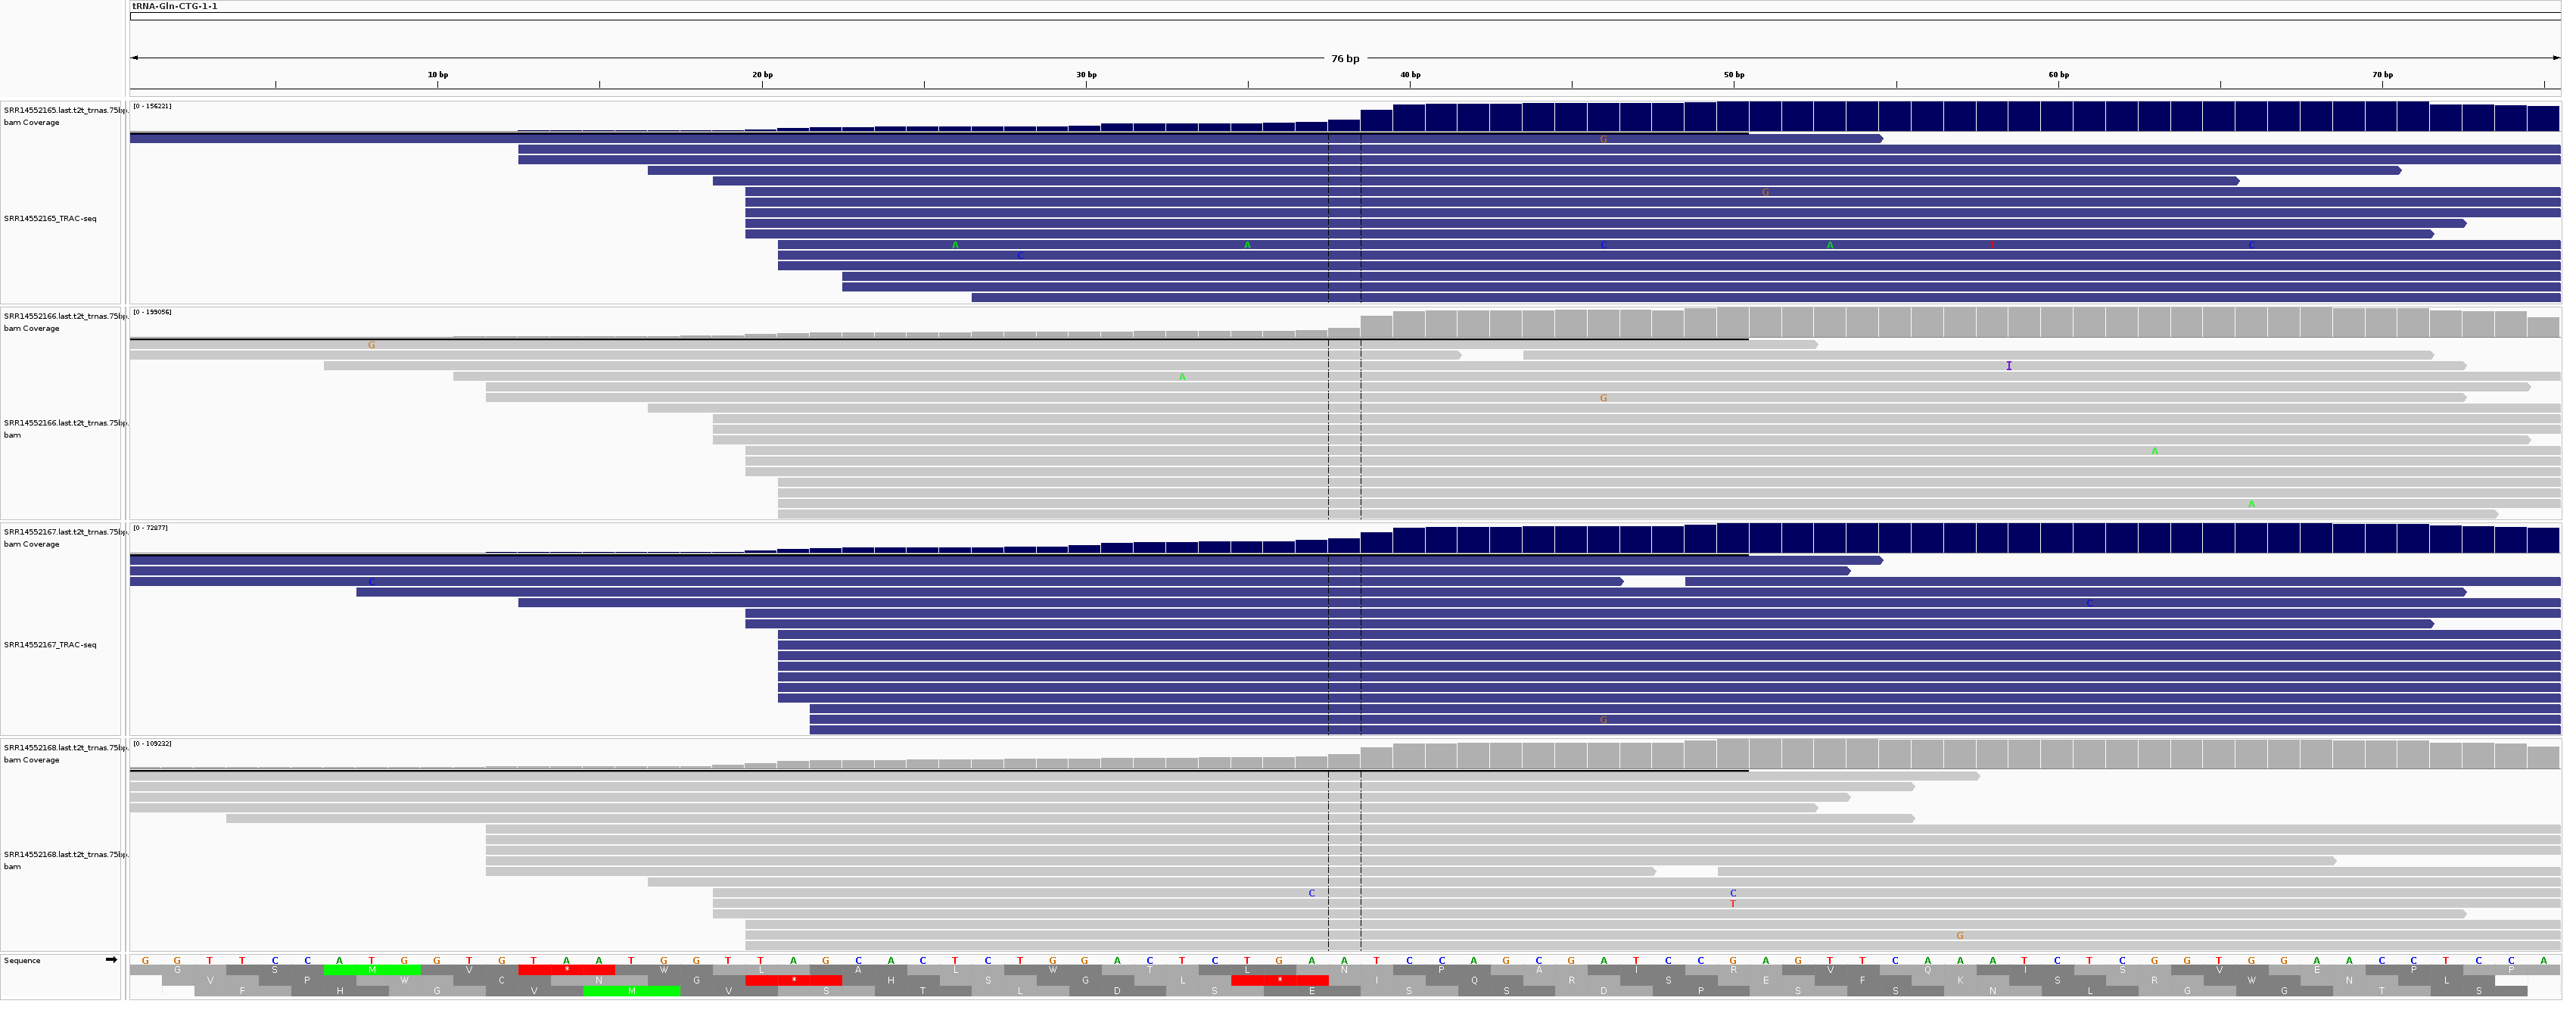 tRNA-Gln-CTG-1-1
76 bp
10 bp 20 bp 30 bp 40 bp 50 bp 60 bp 70 bp
SRR14552165.last.t2t_trnas.75bp.
bam Coverage
[0 - 156221]
G
SRR14552165_TRAC-seq
G
A A C A T C
C
SRR14552166.last.t2t_trnas.75bp.
bam Coverage
[0 - 199056]
G
I
A
G
SRR14552166.last.t2t_trnas.75bp.
bam
A
A
SRR14552167.last.t2t_trnas.75bp.
bam Coverage
[0 - 72877]
C
C
SRR14552167_TRAC-seq
G
SRR14552168.last.t2t_trnas.75bp.
bam Coverage
[0 - 109232]
SRR14552168.last.t2t_trnas.75bp.
bam
C C
T
G
Sequence
G G T T C C A T G G T G T A A T G G T T A G C A C T C T G G A C T C T G A A T C C A G C G A T C C G A G T T C A A A T C T C G G T G G A A C C T C C A
G S M V * W L A L W T L N P A I R V Q I S V E P P
V P W C N G * H S G L * I Q R S E F K S R W N L
F H G V M V S T L D S E S S D P S S N L G G T S